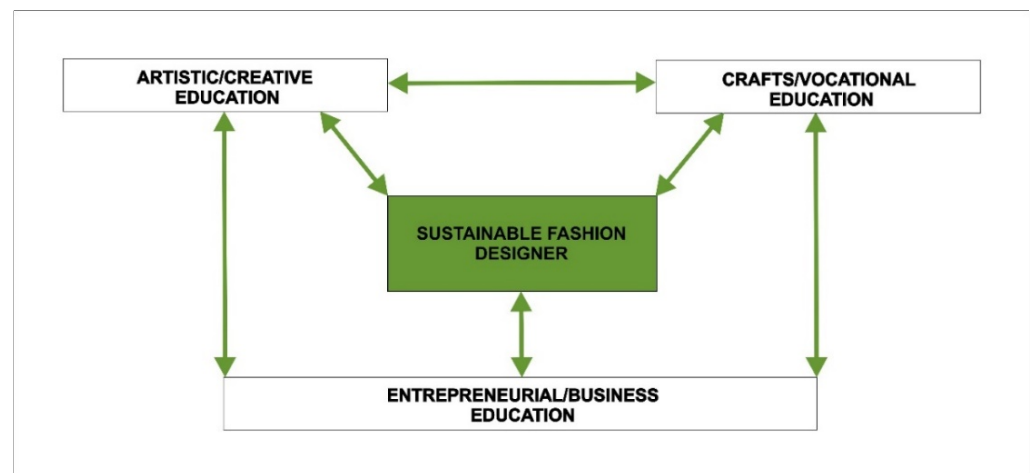 ARTISTIC/CREATIVE
EDUCATION
CRAFTS/VOCATIONAL
EDUCATION
SUSTAINABLE FASHION
DESIGNER
ENTREPRENEURIAL/BUSINESS
EDUCATION